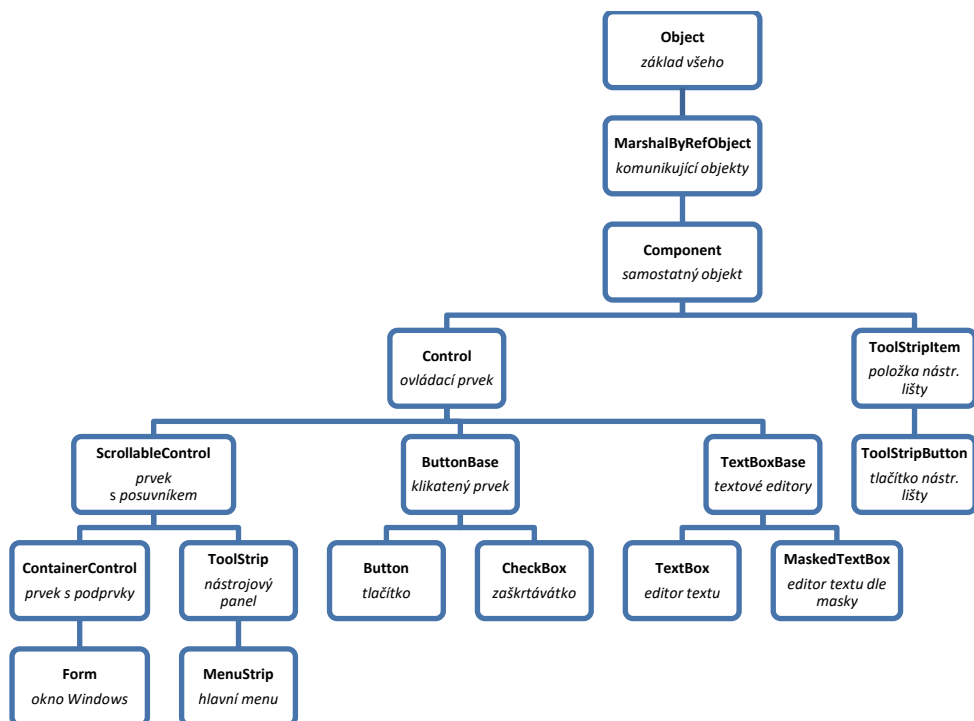 Object
základ všeho
MarshalByRefObject
komunikující objekty
Component
samostatný objekt
Control
ovládací prvek
ToolStripItem
položka nástr.
lišty
ScrollableControl
prvek
s posuvníkem
ButtonBase
klikatený prvek
TextBoxBase
textové editory
ToolStripButton
tlačítko nástr.
lišty
ContainerControl
prvek s podprvky
ToolStrip
nástrojový
panel
Button
tlačítko
CheckBox
zaškrtávátko
TextBox
editor textu
MaskedTextBox
editor textu dle
masky
Form
okno Windows
MenuStrip
hlavní menu